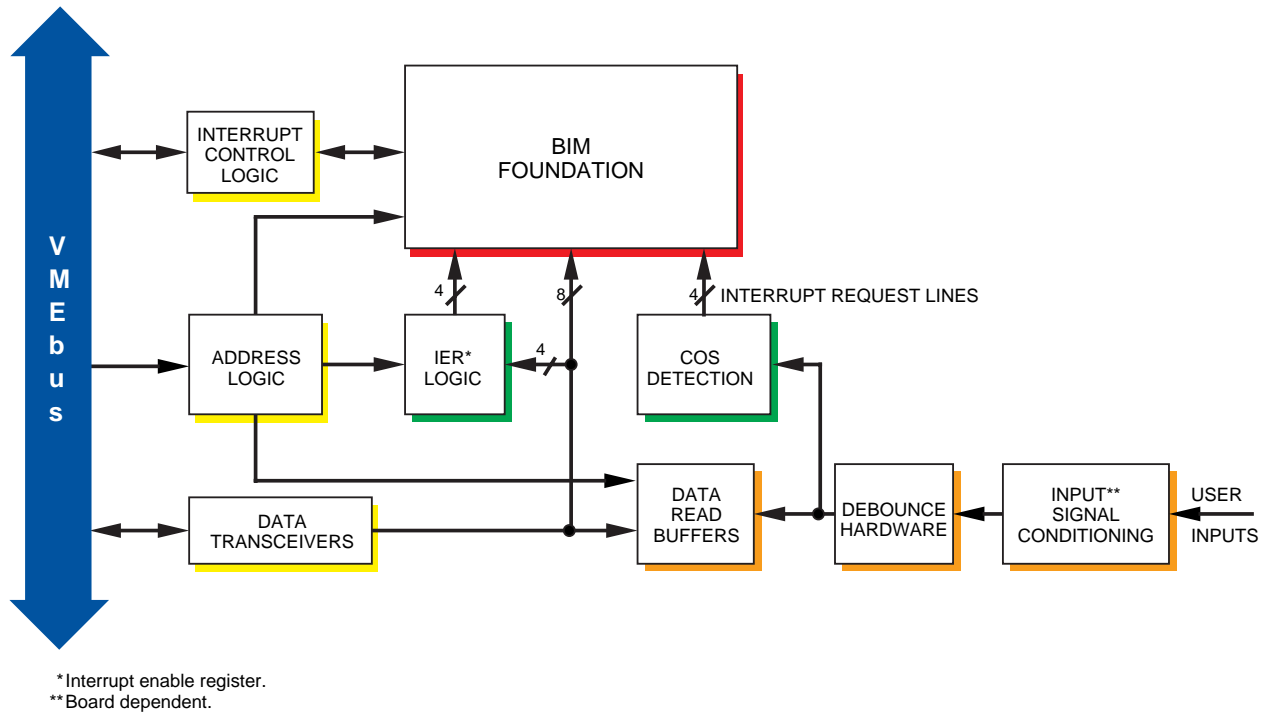 VMEbus
INTERRUPT
CONTROL
LOGIC
BIM
FOUNDATION
4
8
4
INTERRUPT REQUEST LINES
ADDRESS
LOGIC
IER*
LOGIC
4
COS
DETECTION
DATA
TRANSCEIVERS
DATA
READ
BUFFERS
DEBOUNCE
HARDWARE
INPUT**
SIGNAL
CONDITIONING
USER
INPUTS
*Interrupt enable register.
**Board dependent.